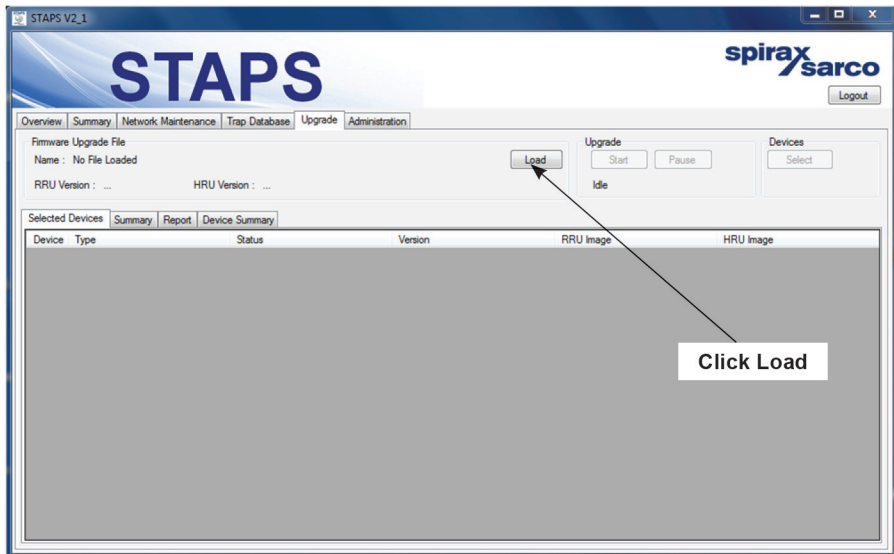 STAPS V2_1
STAPS
spirax
sarco
Logout
Overview Summary Network Maintenance Trap Database Upgrade Administration
Firmware Upgrade File
Name : No File Loaded
Load
RRU Version : ... HRU Version : ...
Upgrade
Start Pause
Idle
Devices
Select
Selected Devices Summary Report Device Summary
Device Type Status Version RRU Image HRU Image
Click Load